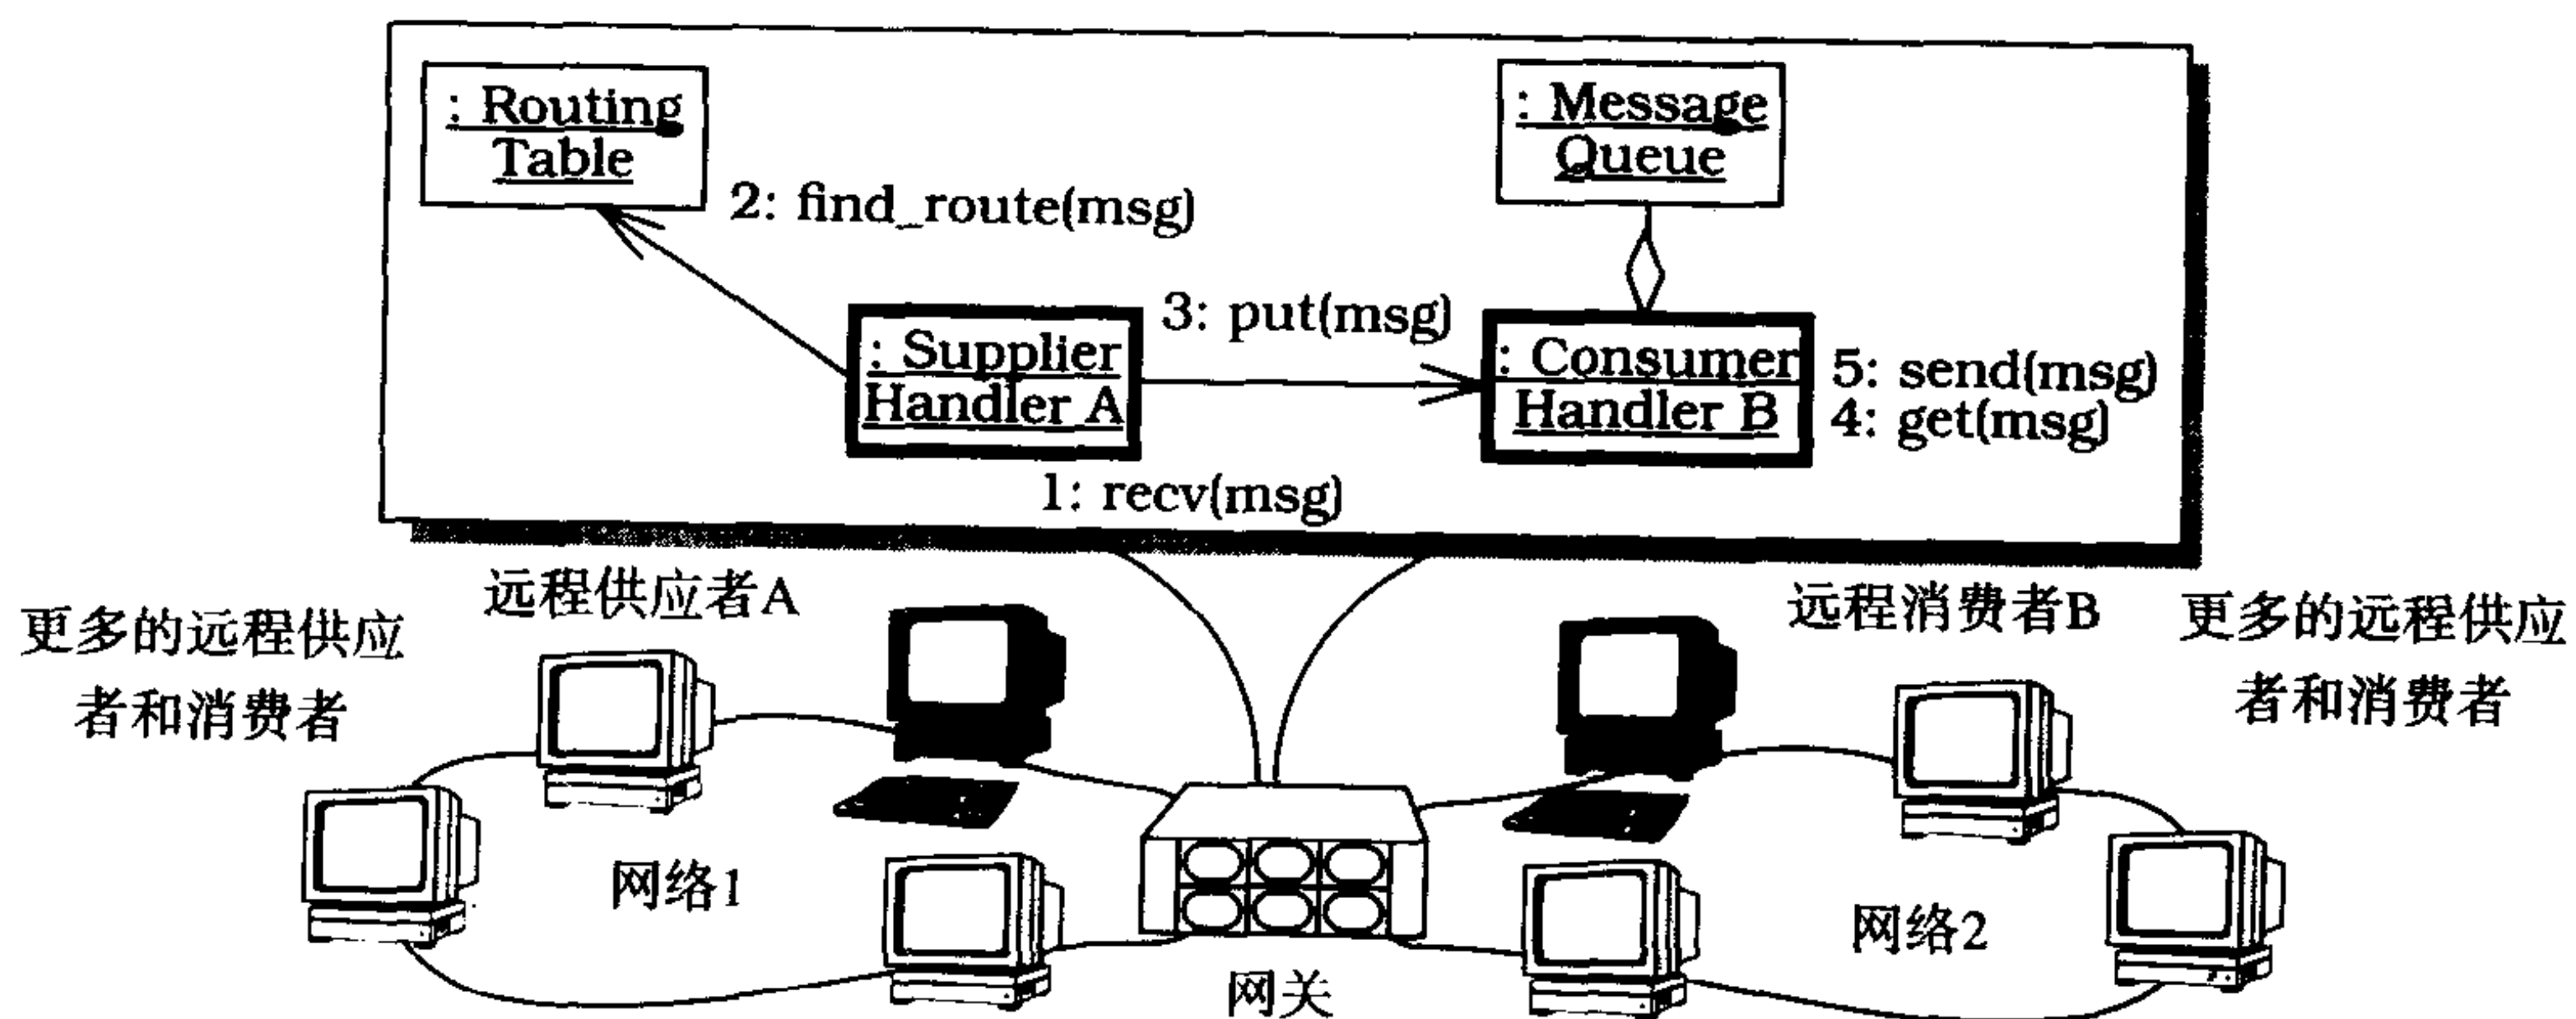 : Routing
Table
: Message
Queue
2: find_route(msg)
3: put(msg)
: Supplier
Handler A
: Consumer
Handler B
5: send(msg)
4: get(msg)
1: recv(msg)
远程供应者A
远程消费者B
更多的远程供应
者和消费者
更多的远程供应
者和消费者
网络1
网络2
网关